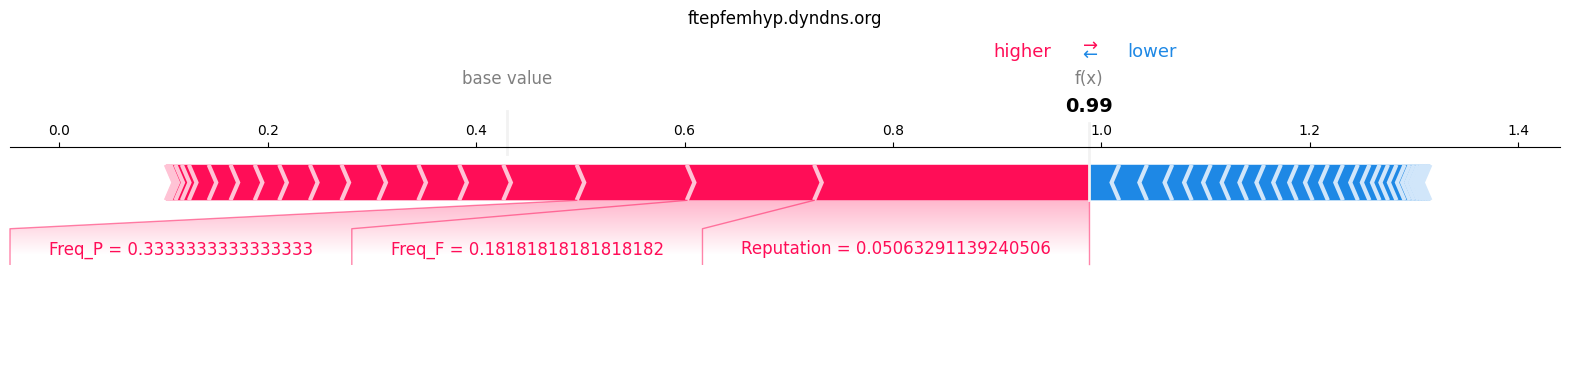 ftepfemhyp.dyndns.org
higher ⇄ lower
base value f(x)
0.99
0.0 0.2 0.4 0.6 0.8 1.0 1.2 1.4
Freq_P = 0.3333333333333333 Freq_F = 0.18181818181818182 Reputation = 0.05063291139240506